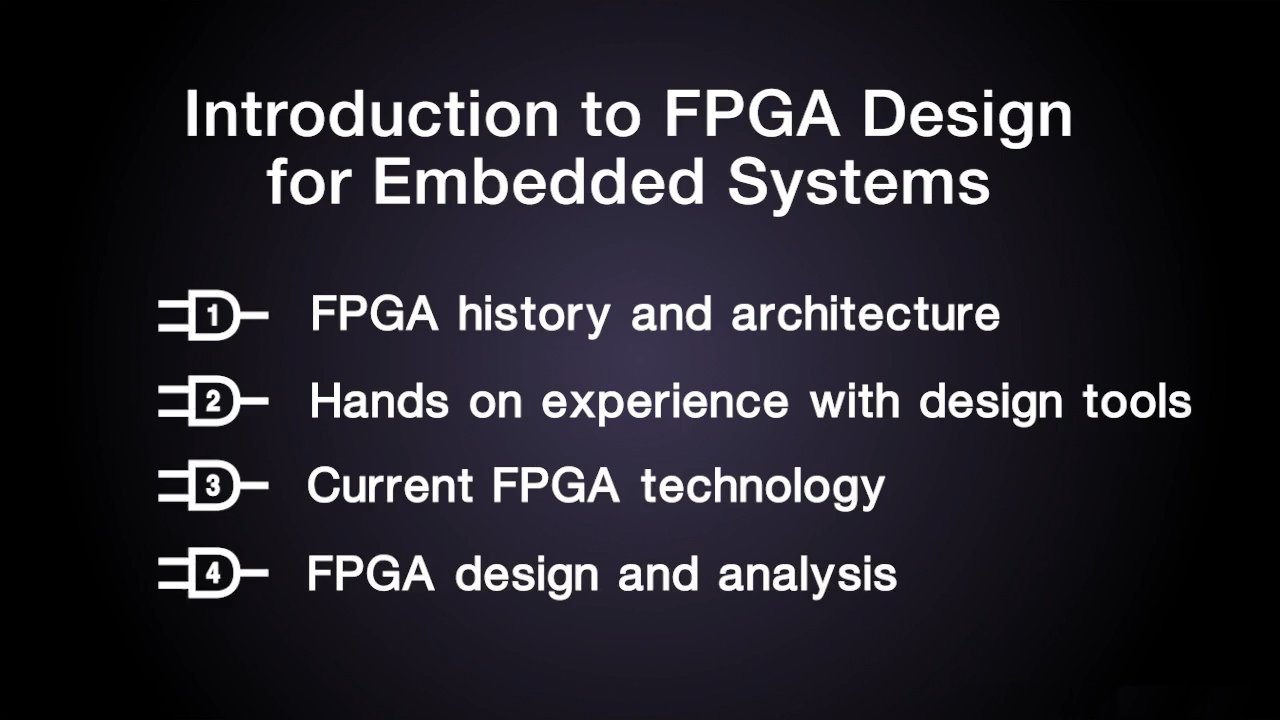 Introduction to FPGA Design
for Embedded Systems
1 FPGA history and architecture
2 Hands on experience with design tools
3 Current FPGA technology
4 FPGA design and analysis